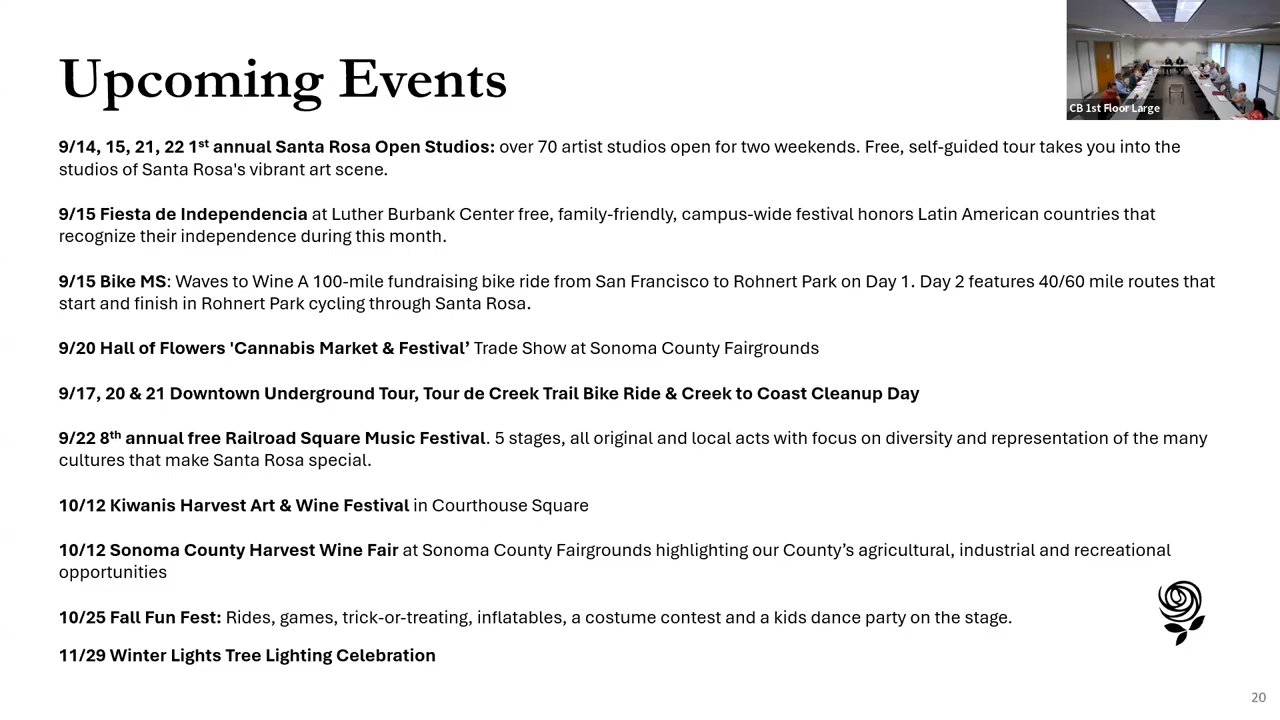 Upcoming Events
CB 1st Floor Large
9/14, 15, 21, 22 1st annual Santa Rosa Open Studios: over 70 artist studios open for two weekends. Free, self-guided tour takes you into the
studios of Santa Rosa's vibrant art scene.
9/15 Fiesta de Independencia at Luther Burbank Center free, family-friendly, campus-wide festival honors Latin American countries that
recognize their independence during this month.
9/15 Bike MS: Waves to Wine A 100-mile fundraising bike ride from San Francisco to Rohnert Park on Day 1. Day 2 features 40/60 mile routes that
start and finish in Rohnert Park cycling through Santa Rosa.
9/20 Hall of Flowers 'Cannabis Market & Festival’ Trade Show at Sonoma County Fairgrounds
9/17, 20 & 21 Downtown Underground Tour, Tour de Creek Trail Bike Ride & Creek to Coast Cleanup Day
9/22 8th annual free Railroad Square Music Festival. 5 stages, all original and local acts with focus on diversity and representation of the many
cultures that make Santa Rosa special.
10/12 Kiwanis Harvest Art & Wine Festival in Courthouse Square
10/12 Sonoma County Harvest Wine Fair at Sonoma County Fairgrounds highlighting our County’s agricultural, industrial and recreational
opportunities
10/25 Fall Fun Fest: Rides, games, trick-or-treating, inflatables, a costume contest and a kids dance party on the stage.
11/29 Winter Lights Tree Lighting Celebration
20